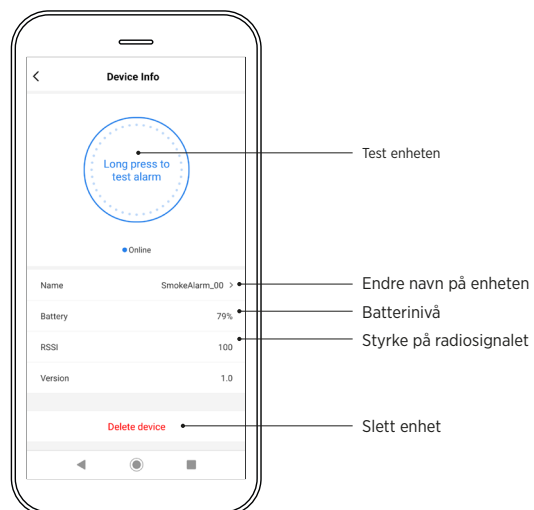 Device Info
Long press to
test alarm
Test enheten
Online
Name SmokeAlarm_00 >
Endre navn på enheten
Battery 79%
Batterinivå
RSSI 100
Styrke på radiosignalet
Version 1.0
Delete device
Slett enhet